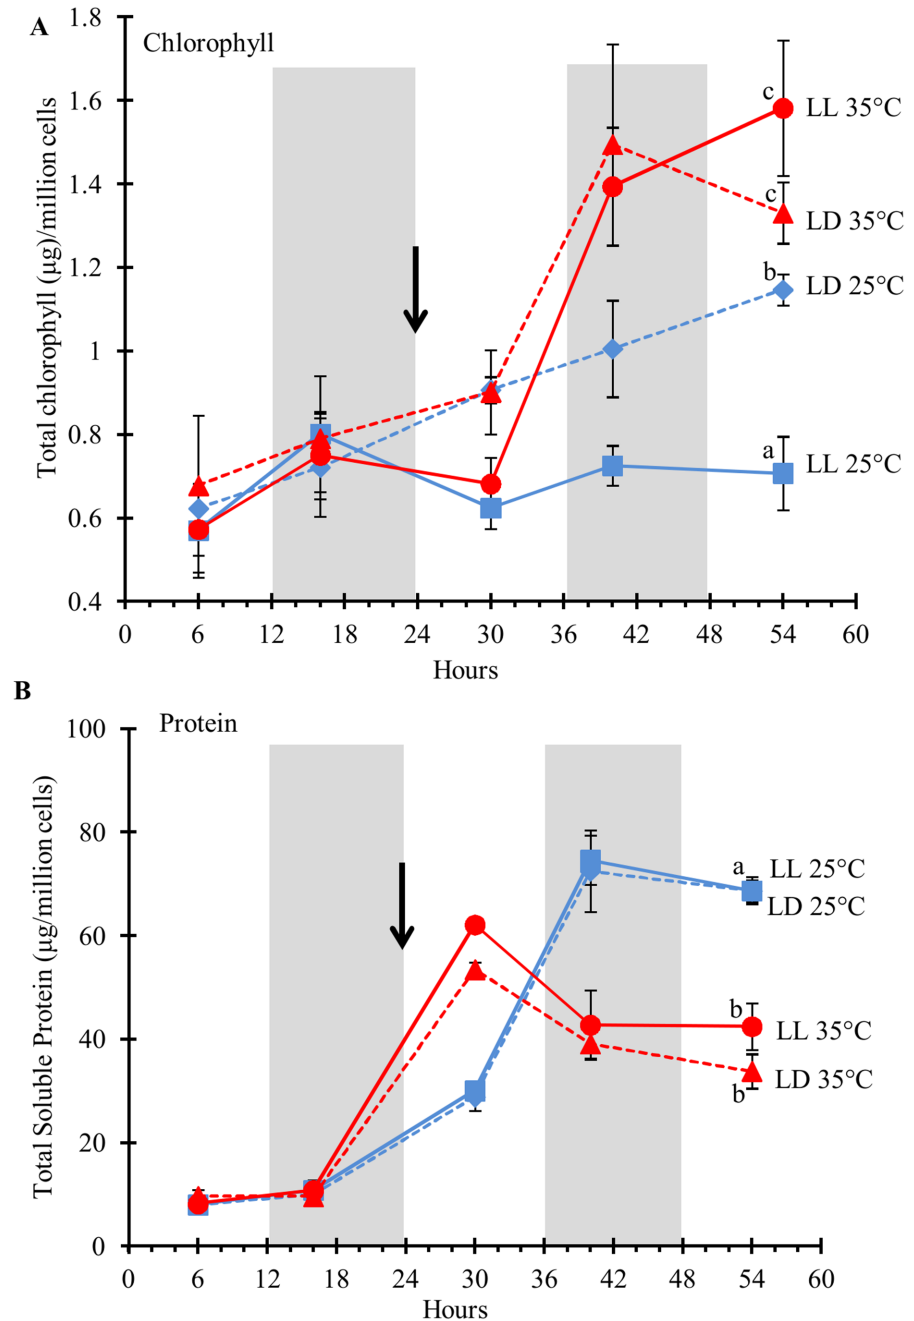 A
Chlorophyll
Total chlorophyll (µg)/million cells
1.8
1.6
1.4
1.2
1
0.8
0.6
0.4
c
LL 35°C
c
LD 35°C
b
LD 25°C
a
LL 25°C
0 6 12 18 24 30 36 42 48 54 60
Hours
B
Protein
Total Soluble Protein (µg/million cells)
100
80
60
40
20
0
a
LL 25°C
LD 25°C
b
LL 35°C
LD 35°C
b
0 6 12 18 24 30 36 42 48 54 60
Hours